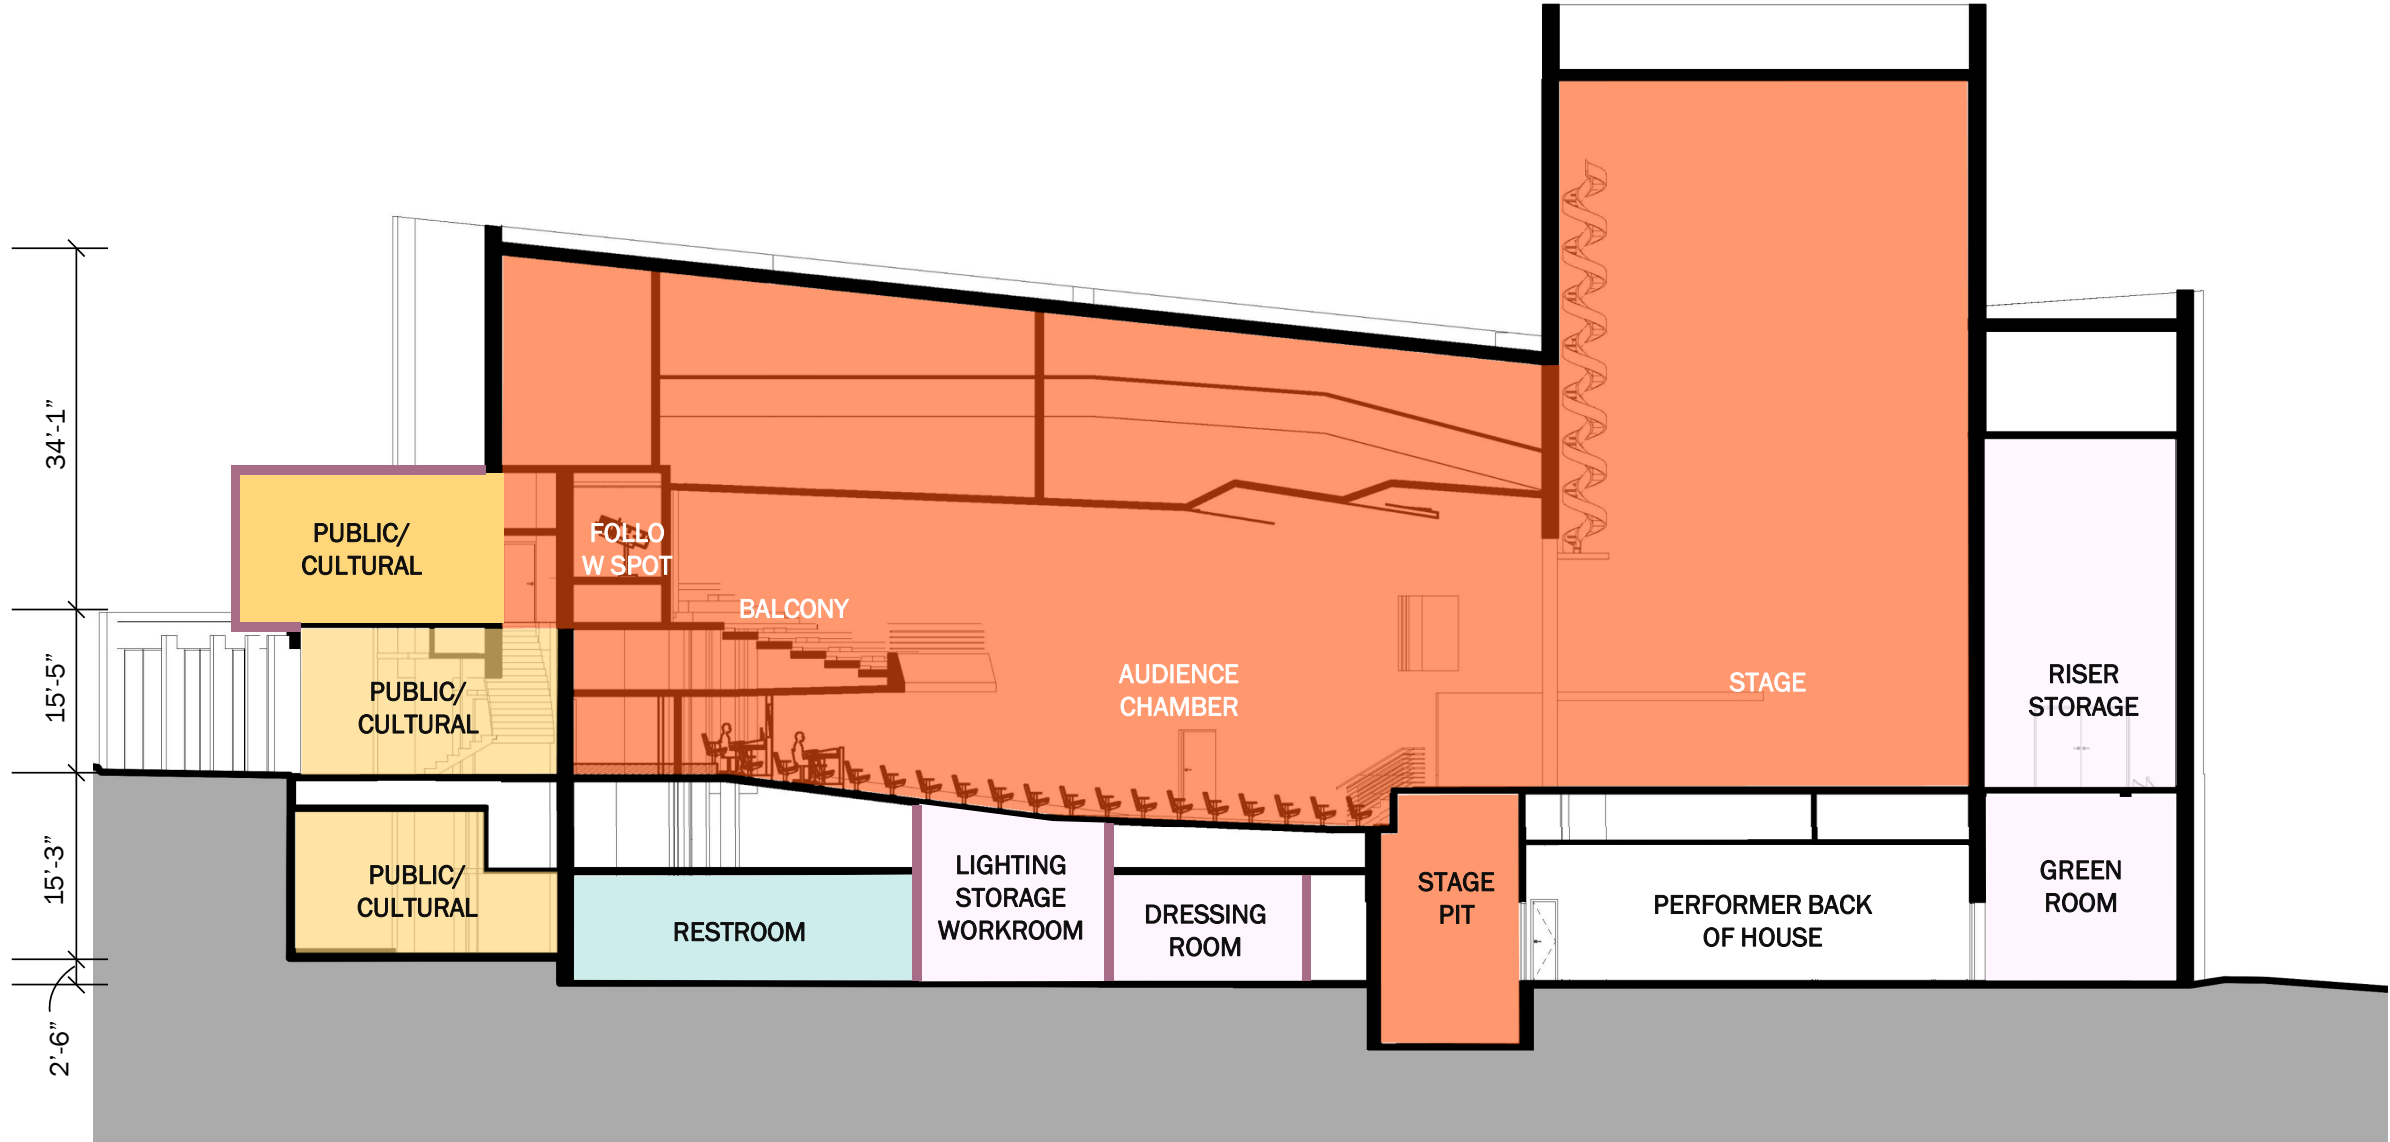 34’-1”
15’-5”
15’-3”
2’-6”
PUBLIC/
CULTURAL
FOLLO
W SPOT
BALCONY
PUBLIC/
CULTURAL
AUDIENCE
CHAMBER
STAGE
RISER
STORAGE
PUBLIC/
CULTURAL
RESTROOM
LIGHTING
STORAGE
WORKROOM
DRESSING
ROOM
STAGE
PIT
PERFORMER BACK
OF HOUSE
GREEN
ROOM